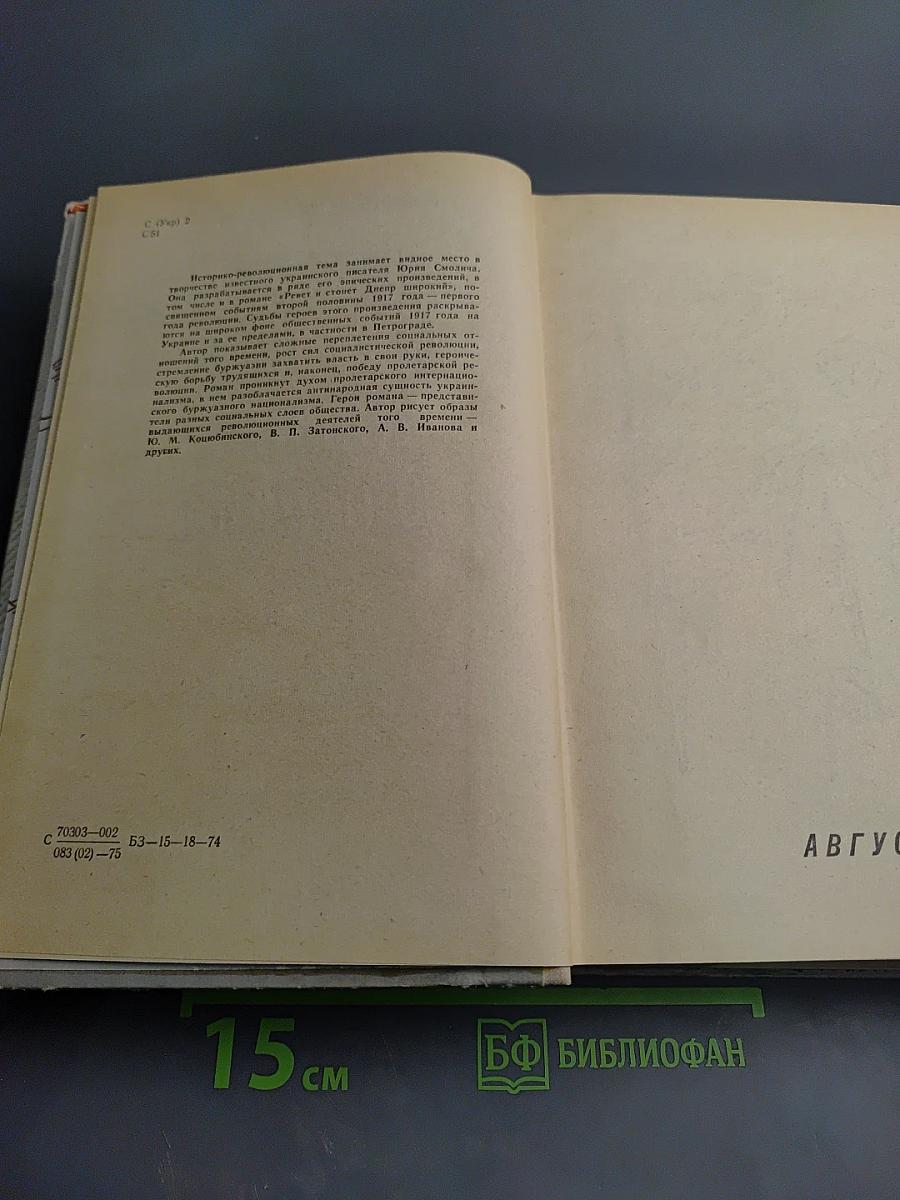 С (Укр) 2
С 51
Историко-революционная тема занимает видное место в
творчестве известного украинского писателя Юрия Смолича.
Она разрабатывается в ряде его эпических произведений, в
том числе и в романе «Ревет и стонет Днепр широкий», по-
священном событиям второй половины 1917 года — первого
года революции. Судьбы героев этого произведения раскрыва-
ются на широком фоне общественных событий 1917 года на
Украине и за ее пределами, в частности в Петрограде.
Автор показывает сложные переплетения социальных от-
ношений того времени, рост сил социалистической революции,
стремление буржуазии захватить власть в свои руки, героиче-
скую борьбу трудящихся и, наконец, победу пролетарской ре-
волюции. Роман проникнут духом пролетарского интернацио-
нализма, в нем разоблачается антинародная сущность украин-
ского буржуазного национализма. Герои романа — представи-
тели разных социальных слоев общества. Автор рисует образы
выдающихся революционных деятелей того времени —
Ю. М. Коцюбинского, В. П. Затонского, А. В. Иванова и
других.
С 70303—002
083 (02) —75 БЗ—15—18—74
АВГУС
15 см
БФ БИБЛИОФАН